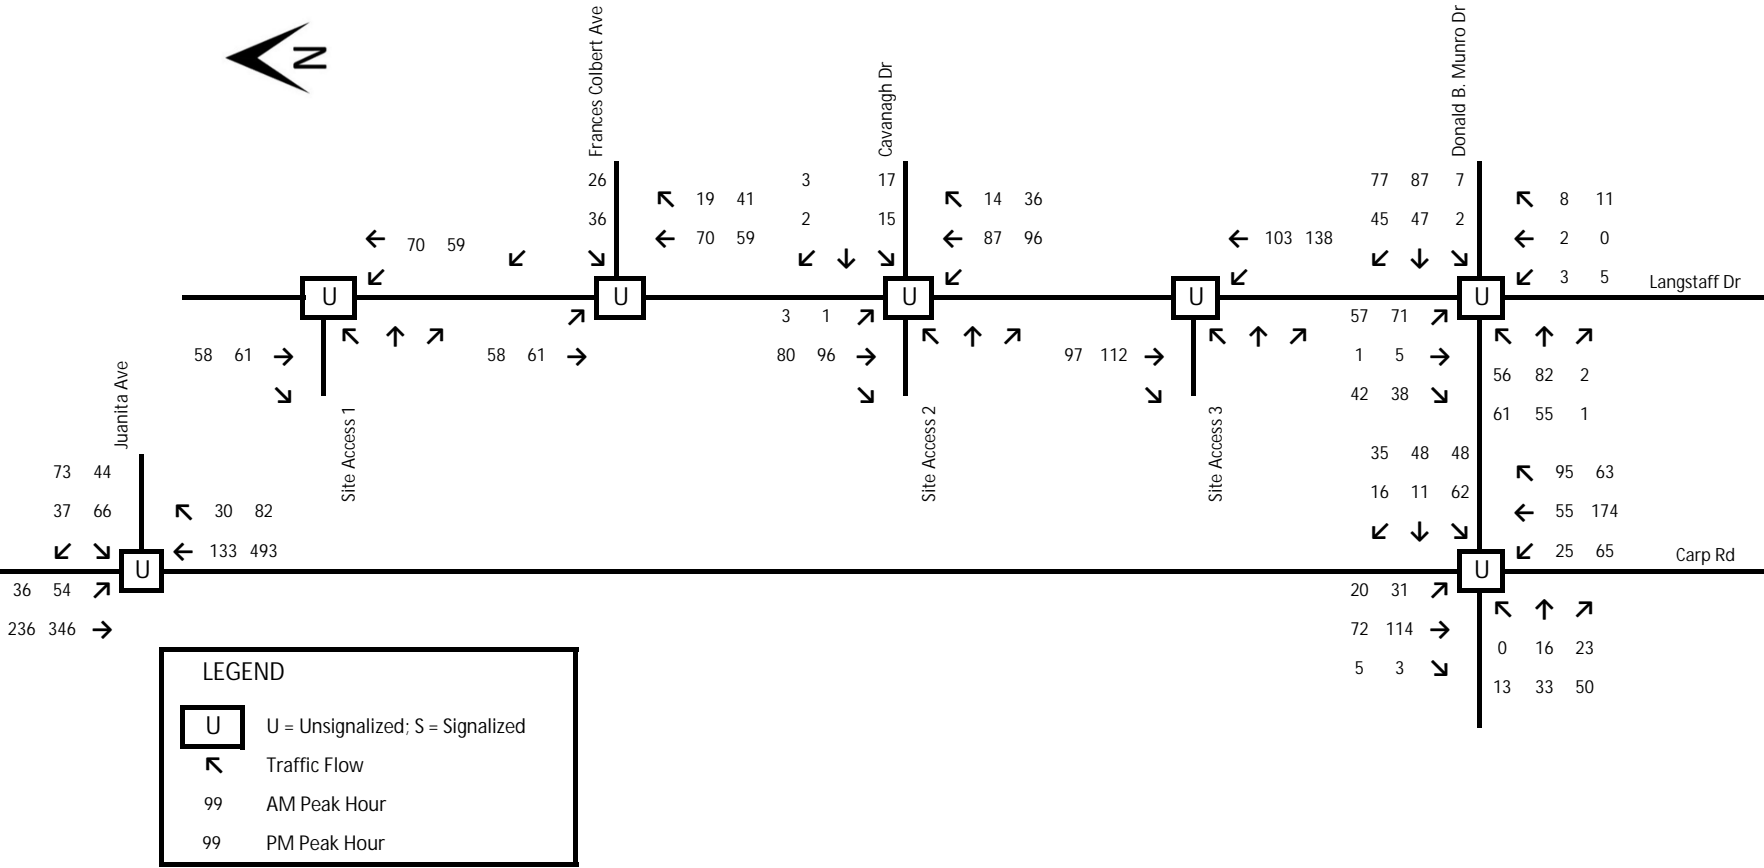 N
Frances Colbert Ave
Cavanagh Dr
Donald B. Munro Dr
26
36
19 41
70 59
3 17
2 15
14 36
87 96
77 87 7
45 47 2
8 11
2 0
3 5
70 59
103 138
U
U
U
U
U
Langstaff Dr
58 61
58 61
3 1
80 96
97 112
57 71
1 5
42 38
56 82 2
61 55 1
Juanita Ave
Site Access 1
Site Access 2
Site Access 3
73 44
37 66
30 82
133 493
35 48 48
16 11 62
95 63
55 174
25 65
U
U
Carp Rd
36 54
236 346
20 31
72 114
5 3
0 16 23
13 33 50
LEGEND
U U = Unsignalized; S = Signalized
Traffic Flow
99 AM Peak Hour
99 PM Peak Hour